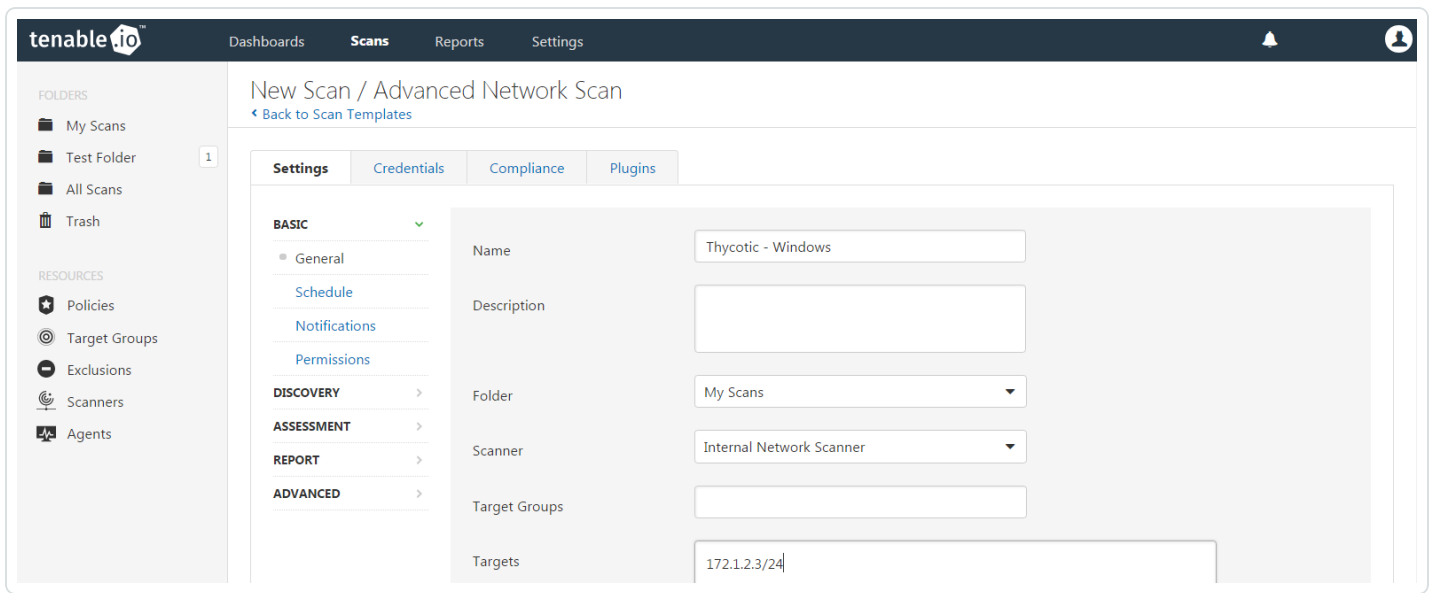 tenable.io™
Dashboards
Scans
Reports
Settings
FOLDERS
My Scans
Test Folder
1
All Scans
Trash
RESOURCES
Policies
Target Groups
Exclusions
Scanners
Agents
New Scan / Advanced Network Scan
Back to Scan Templates
Settings
Credentials
Compliance
Plugins
BASIC
General
Schedule
Notifications
Permissions
DISCOVERY
ASSESSMENT
REPORT
ADVANCED
Name
Thycotic - Windows
Description
Folder
My Scans
Scanner
Internal Network Scanner
Target Groups
Targets
172.1.2.3/24